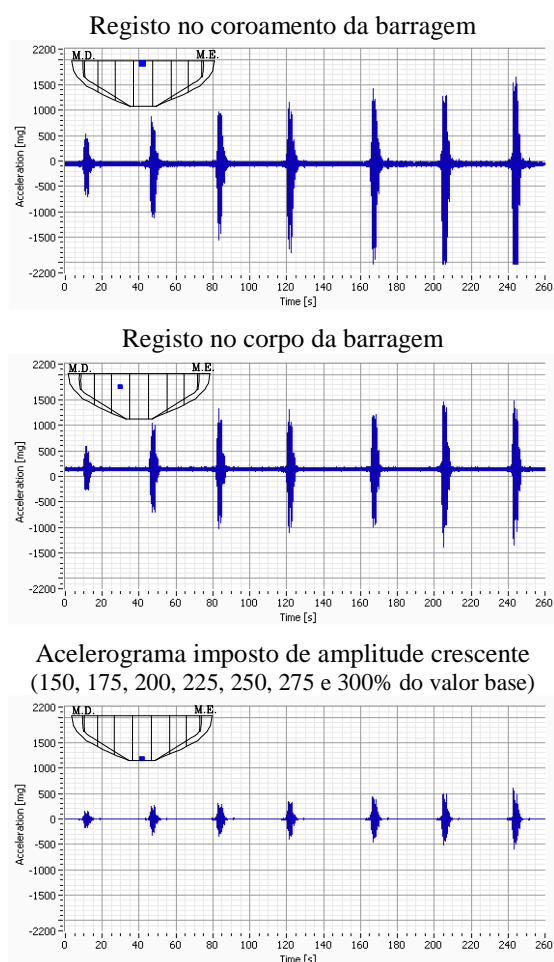 Registo no coroamento da barragem
M.D. M.E.
Acceleration [mg]
2200
1500
1000
500
0
-500
-1000
-1500
-2200
0 20 40 60 80 100 120 140 160 180 200 220 240 260
Time [s]
Registo no corpo da barragem
M.D. M.E.
Acceleration [mg]
2200
1500
1000
500
0
-500
-1000
-1500
-2200
0 20 40 60 80 100 120 140 160 180 200 220 240 260
Time [s]
Acelerograma imposto de amplitude crescente
(150, 175, 200, 225, 250, 275 e 300% do valor base)
M.D. M.E.
Acceleration [mg]
2200
1500
1000
500
0
-500
-1000
-1500
-2200
0 20 40 60 80 100 120 140 160 180 200 220 240 260
Time [s]